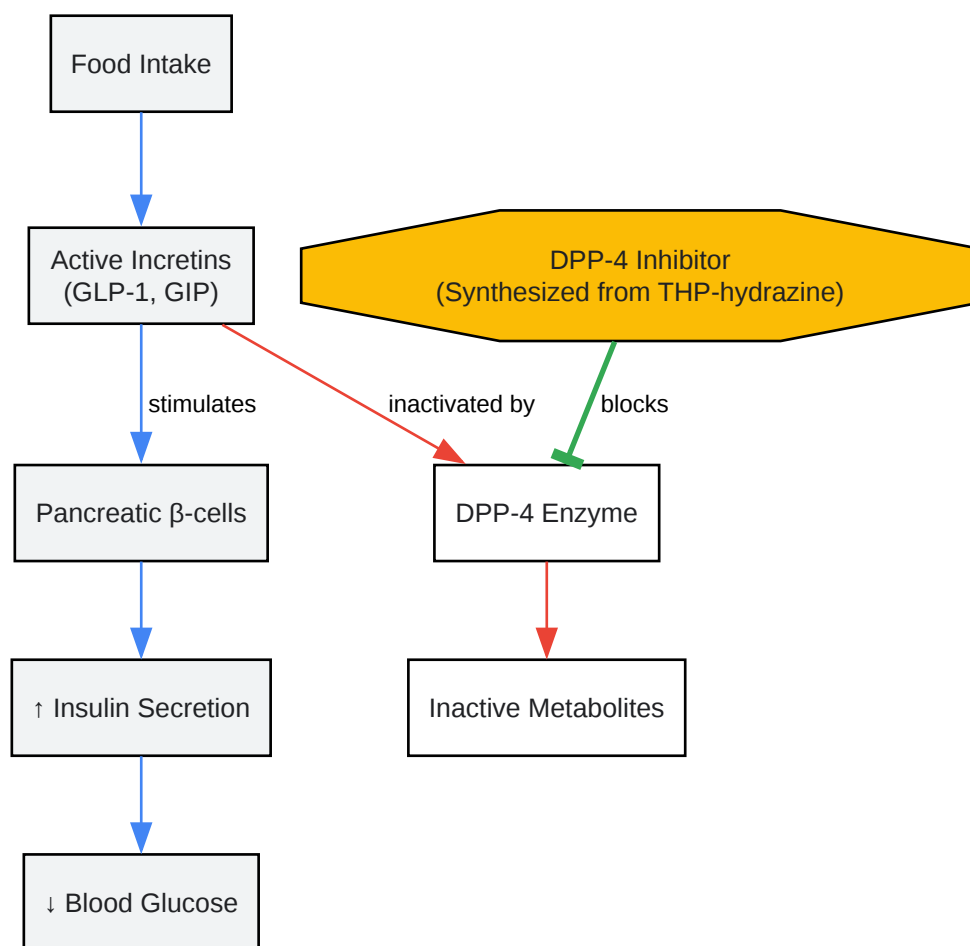 Food Intake
Active Incretins
(GLP-1, GIP)
DPP-4 Inhibitor
(Synthesized from THP-hydrazine)
stimulates
inactivated by
blocks
Pancreatic β-cells
DPP-4 Enzyme
↑ Insulin Secretion
Inactive Metabolites
↓ Blood Glucose